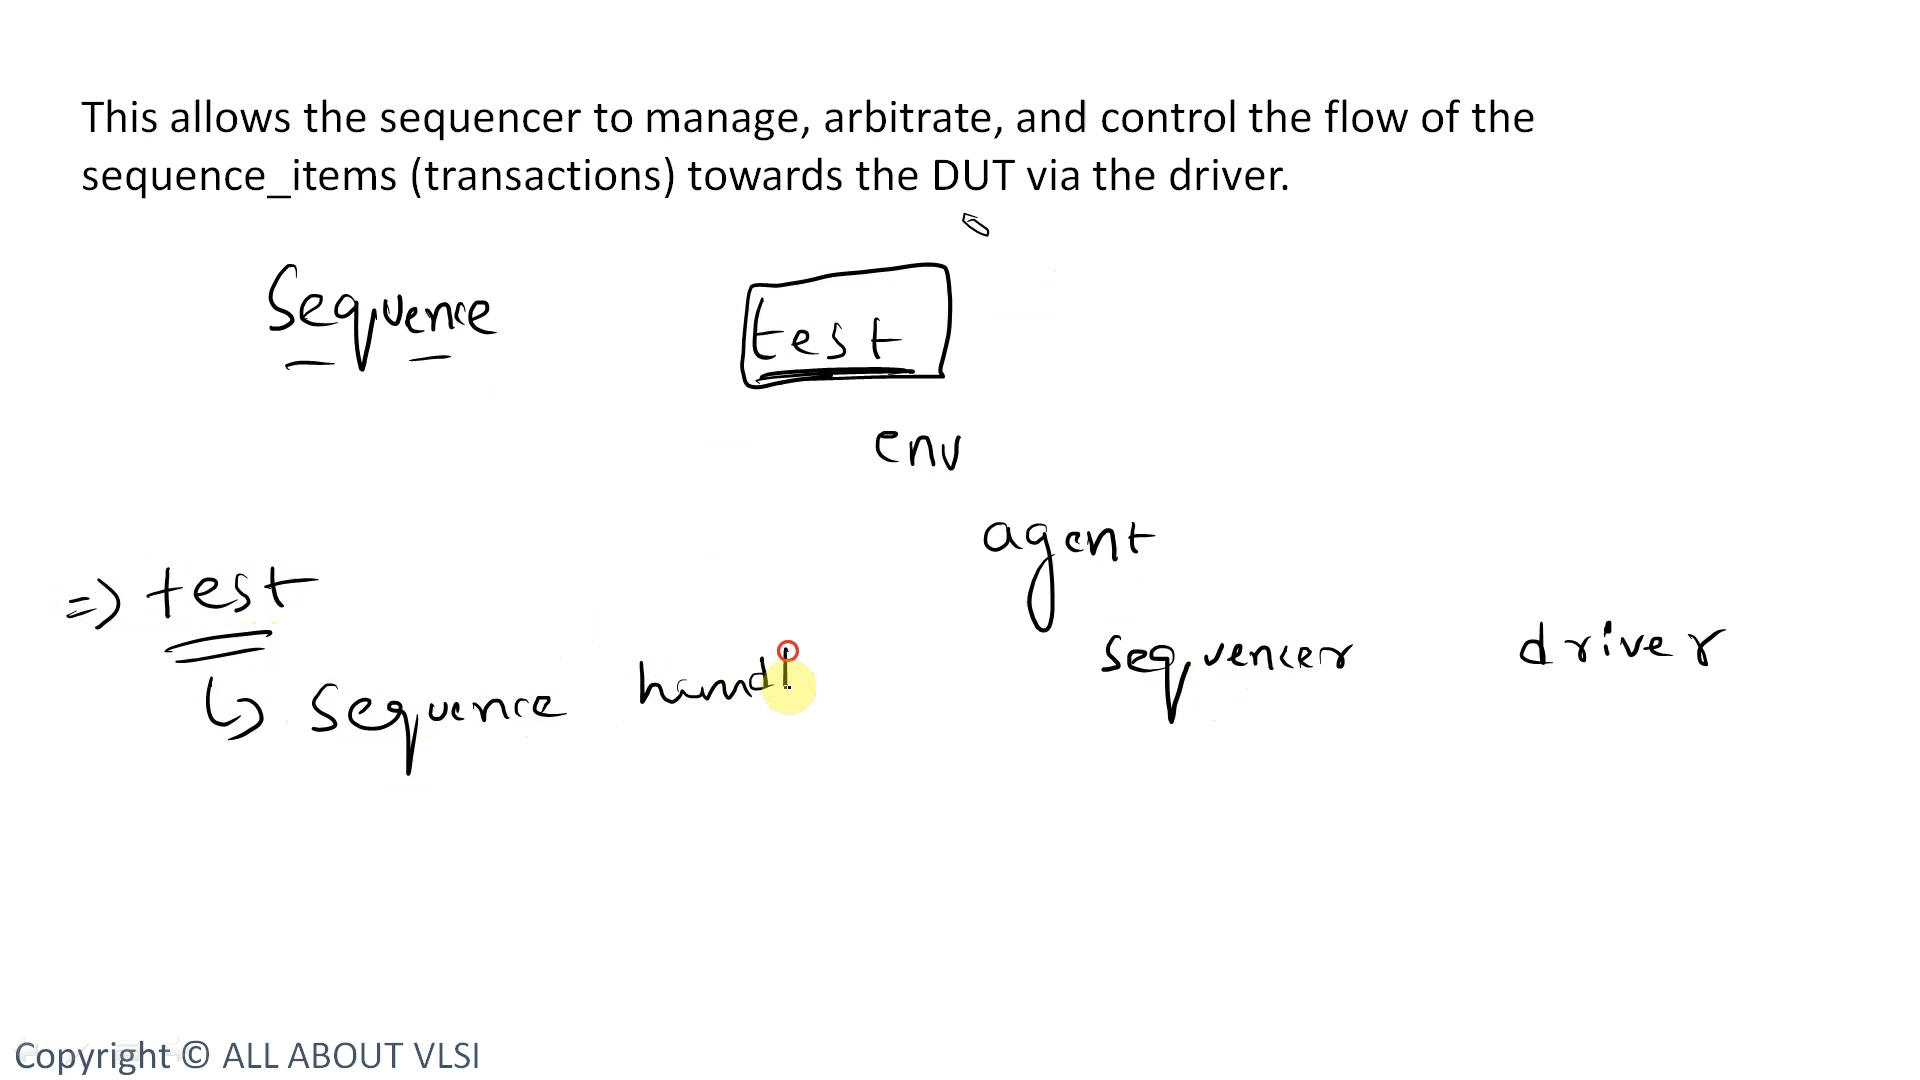 This allows the sequencer to manage, arbitrate, and control the flow of the
sequence_items (transactions) towards the DUT via the driver.
Sequence test
env
agent
=> test
sequencer driver
↳ sequence handl
Copyright © ALL ABOUT VLSI